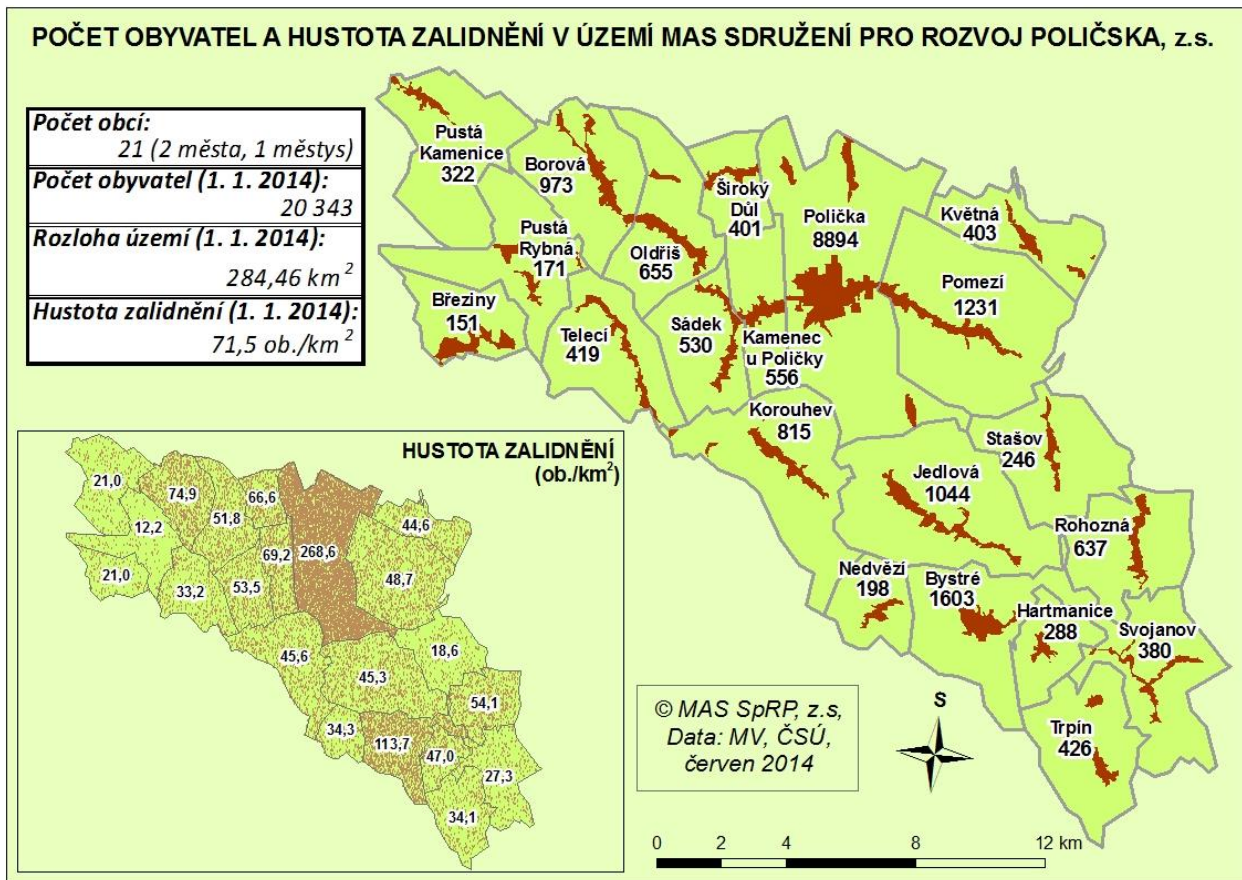 POČET OBYVATEL A HUSTOTA ZALIDNĚNÍ V ÚZEMÍ MAS SDRUŽENÍ PRO ROZVOJ POLIČSKA, z.s.
Počet obcí:
21 (2 města, 1 městys)
Počet obyvatel (1. 1. 2014):
20 343
Rozloha území (1. 1. 2014):
284,46 km²
Hustota zalidnění (1. 1. 2014):
71,5 ob./km²
Pustá
Kamenice
322
Borová
973
Široký
Důl
401
Polička
8894
Květná
403
Pustá
Rybná
171
Oldřiš
655
Pomezí
1231
Březiny
151
Telecí
419
Sádek
530
Kamenec
u Poličky
556
Korouhev
815
Stašov
246
Jedlová
1044
Rohozná
637
Nedvězí
198
Bystré
1603
Hartmanice
288
Svojanov
380
Trpín
426
HUSTOTA ZALIDNĚNÍ
(ob./km²)
21,0
74,9
66,6
51,8
12,2
44,6
69,2
268,6
21,0
33,2
53,5
48,7
45,6
18,6
45,3
54,1
34,3
113,7
47,0
27,3
34,1
© MAS SpRP, z.s,
Data: MV, ČSÚ,
červen 2014
S
0 2 4 8 12 km